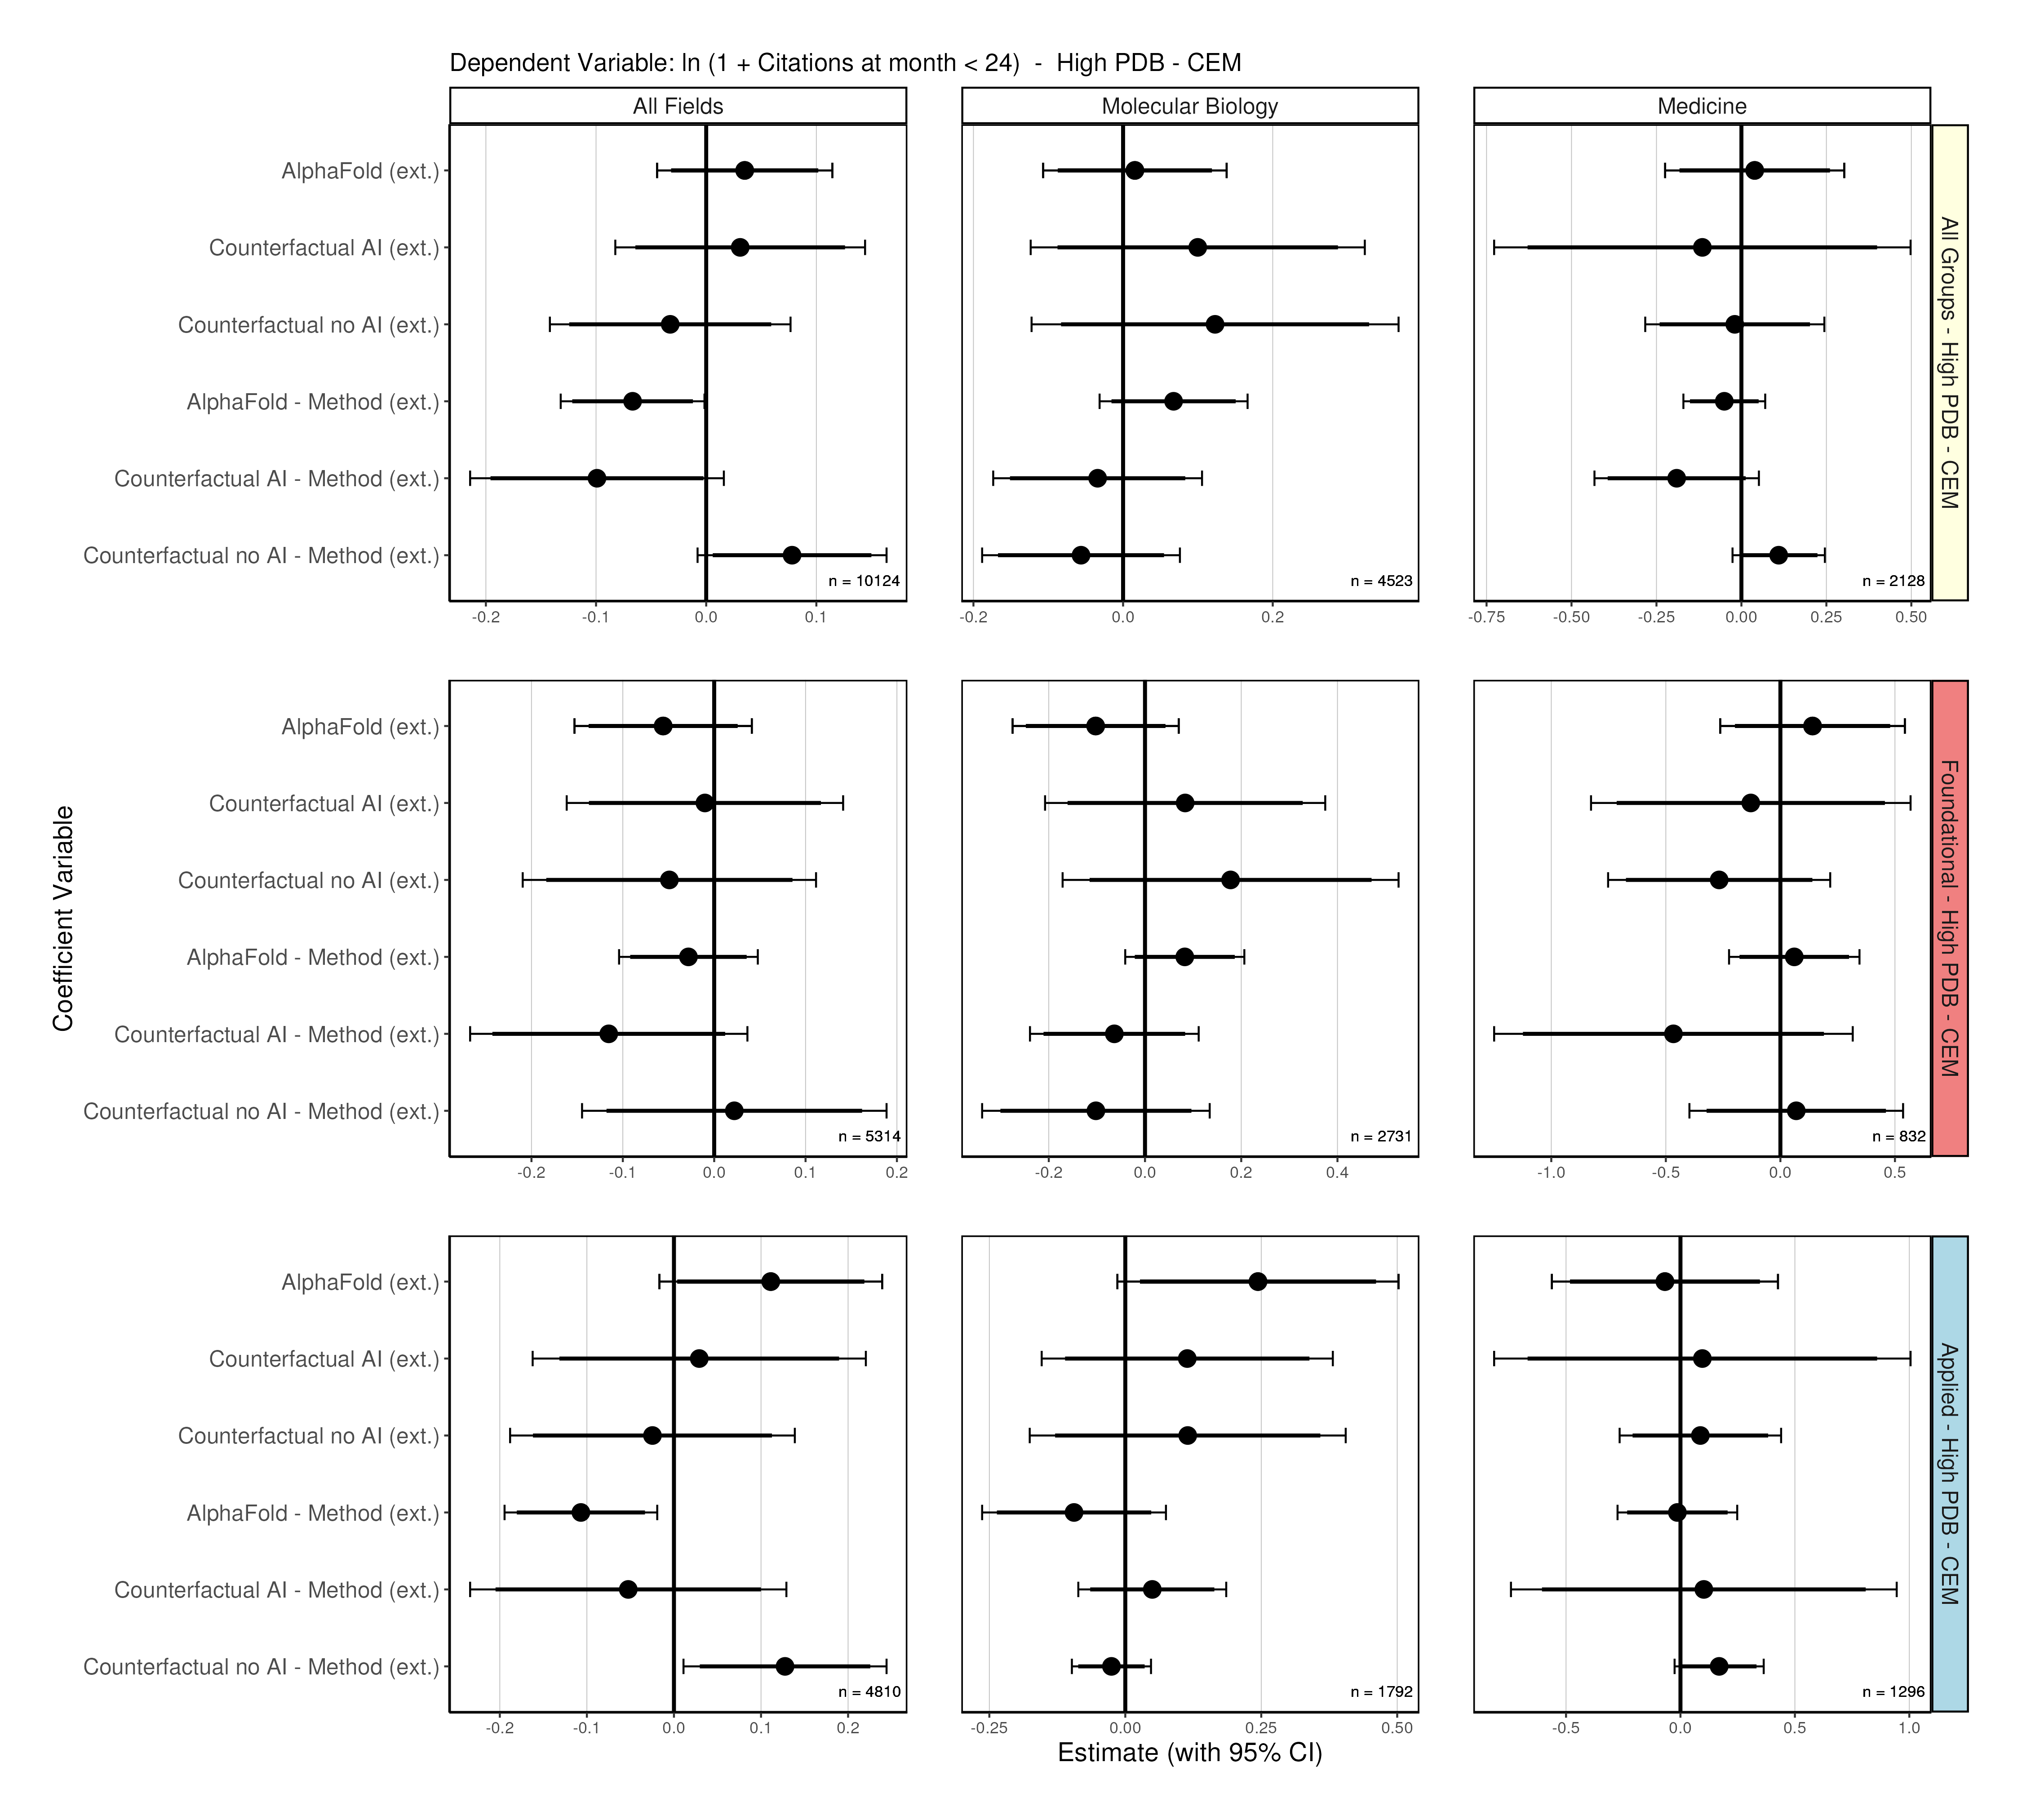 Dependent Variable: ln (1 + Citations at month < 24)  -  High PDB - CEM
All Fields
Molecular Biology
Medicine
AlphaFold (ext.)
Counterfactual AI (ext.)
Counterfactual no AI (ext.)
AlphaFold - Method (ext.)
Counterfactual AI - Method (ext.)
Counterfactual no AI - Method (ext.)
n = 10124
n = 4523
n = 2128
-0.2 -0.1 0.0 0.1
-0.2 0.0 0.2
-0.75 -0.50 -0.25 0.00 0.25 0.50
All Groups - High PDB - CEM
Coefficient Variable
AlphaFold (ext.)
Counterfactual AI (ext.)
Counterfactual no AI (ext.)
AlphaFold - Method (ext.)
Counterfactual AI - Method (ext.)
Counterfactual no AI - Method (ext.)
n = 5314
n = 2731
n = 832
-0.2 -0.1 0.0 0.1 0.2
-0.2 0.0 0.2 0.4
-1.0 -0.5 0.0 0.5
Foundational - High PDB - CEM
AlphaFold (ext.)
Counterfactual AI (ext.)
Counterfactual no AI (ext.)
AlphaFold - Method (ext.)
Counterfactual AI - Method (ext.)
Counterfactual no AI - Method (ext.)
n = 4810
n = 1792
n = 1296
-0.2 -0.1 0.0 0.1 0.2
-0.25 0.00 0.25 0.50
-0.5 0.0 0.5 1.0
Applied - High PDB - CEM
Estimate (with 95% CI)